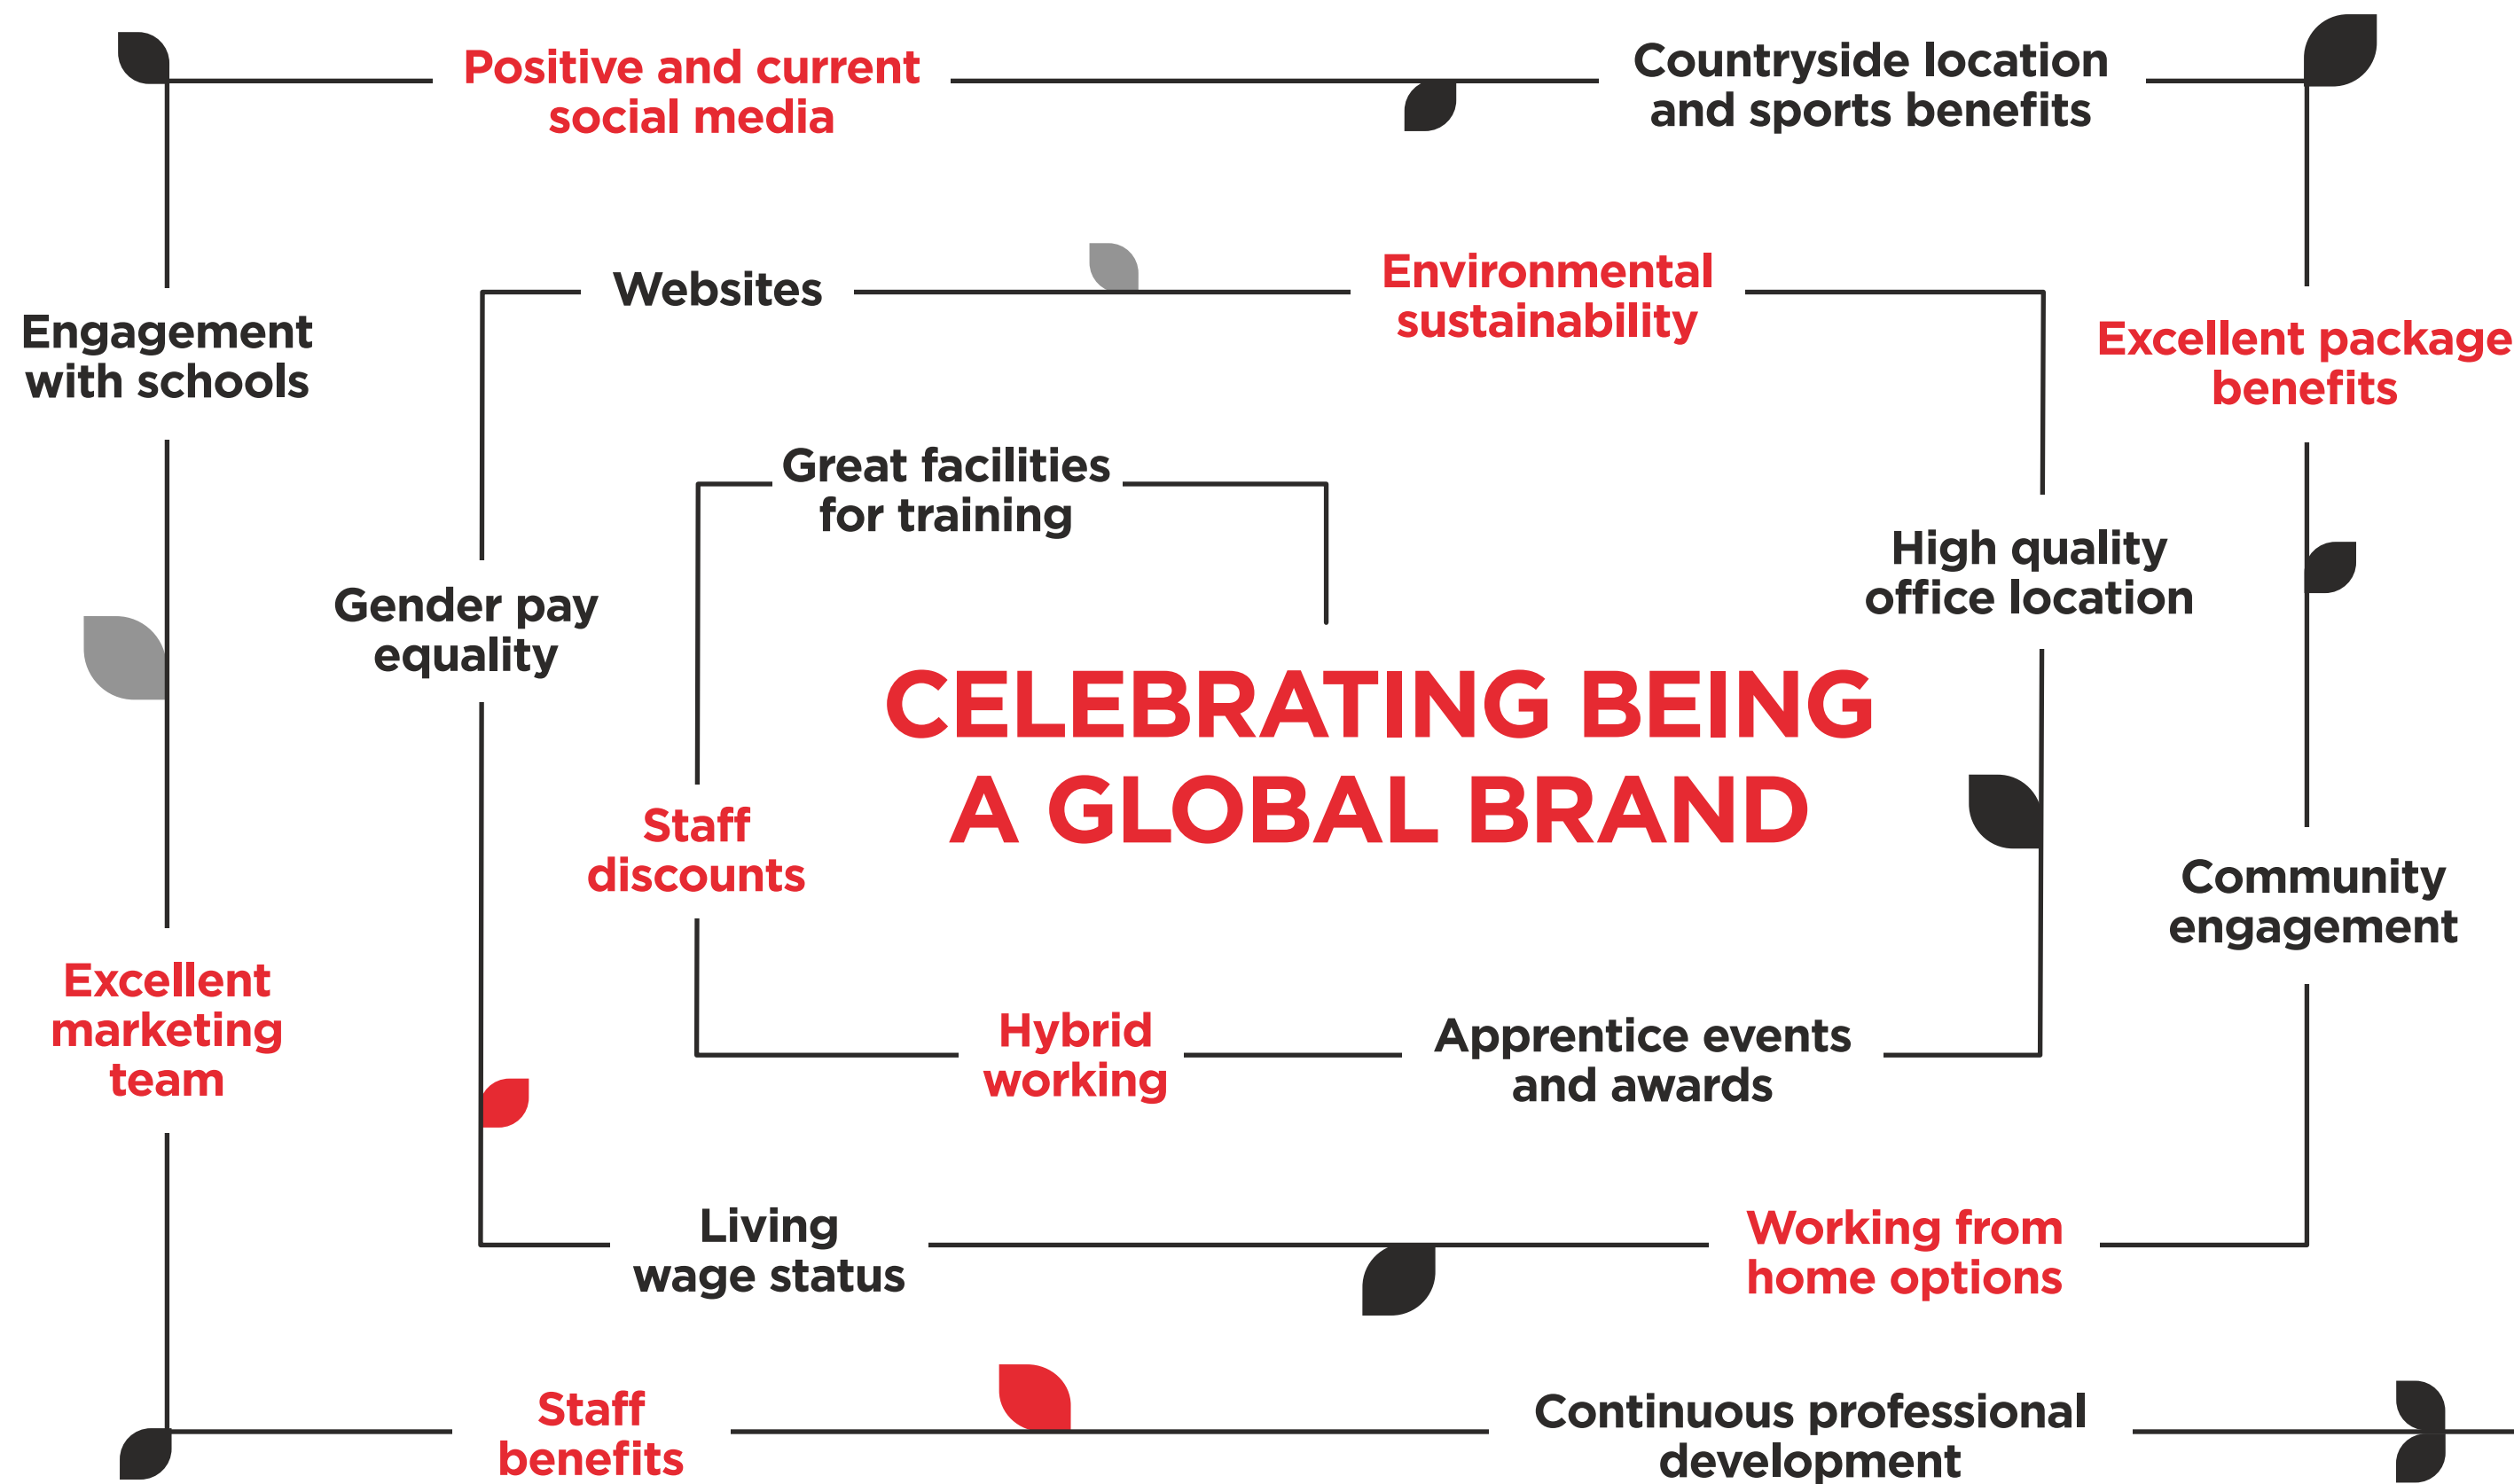 Positive and current
social media
Countryside location
and sports benefits
Websites
Environmental
sustainability
Engagement
with schools
Excellent package
benefits
Great facilities
for training
High quality
office location
Gender pay
equality
CELEBRATING BEING
A GLOBAL BRAND
Staff
discounts
Community
engagement
Excellent
marketing
team
Hybrid
working
Apprentice events
and awards
Living
wage status
Working from
home options
Staff
benefits
Continuous professional
development